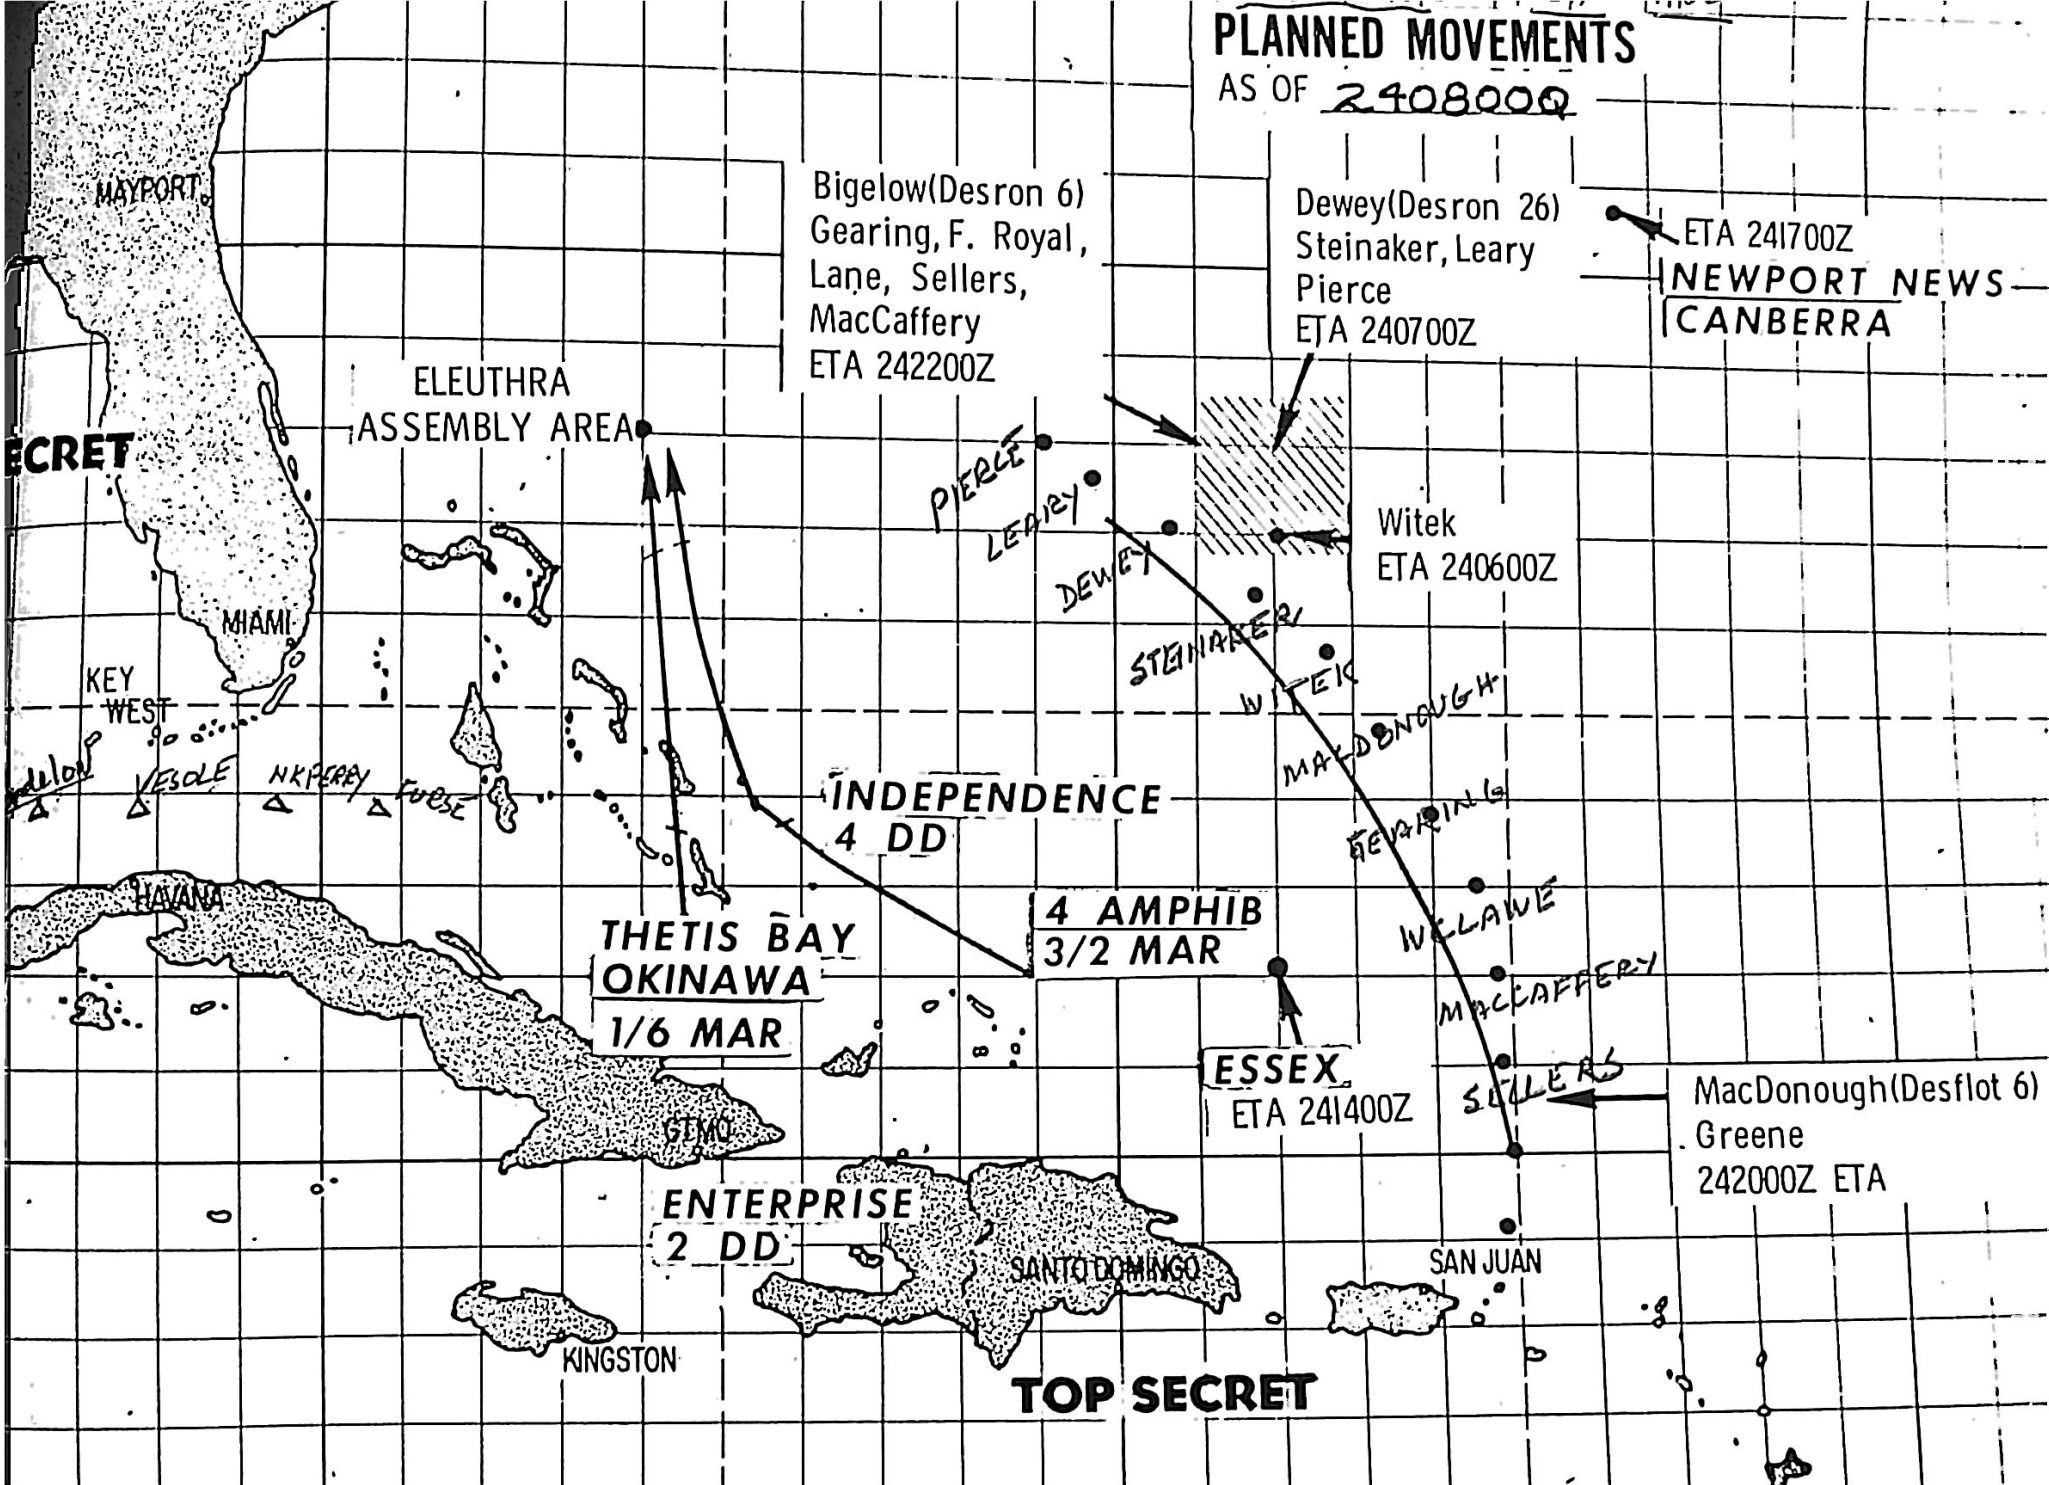 PLANNED MOVEMENTS
AS OF 240800Q
MAYPORT
Bigelow(Desron 6)
Gearing, F. Royal,
Lane, Sellers,
MacCaffery
ETA 242200Z
Dewey(Desron 26)
Steinaker, Leary
Pierce
ETA 240700Z
ETA 241700Z
NEWPORT NEWS
CANBERRA
ELEUTHRA
ASSEMBLY AREA
ECRET
PIERCE
LEARY
DEWEY
STEINAKER
WITEK
MACDONOUGH
GEARING
MACCAFFERY
SELLERS
Witek
ETA 240600Z
MIAMI
KEY
WEST
VESOLE
NKPERRY
HAVANA
INDEPENDENCE
4 DD
4 AMPHIB
3/2 MAR
THETIS BAY
OKINAWA
1/6 MAR
ESSEX
ETA 241400Z
MacDonough(Desflot 6)
Greene
242000Z ETA
GTMO
ENTERPRISE
2 DD
SANTO DOMINGO
SAN JUAN
KINGSTON
TOP SECRET